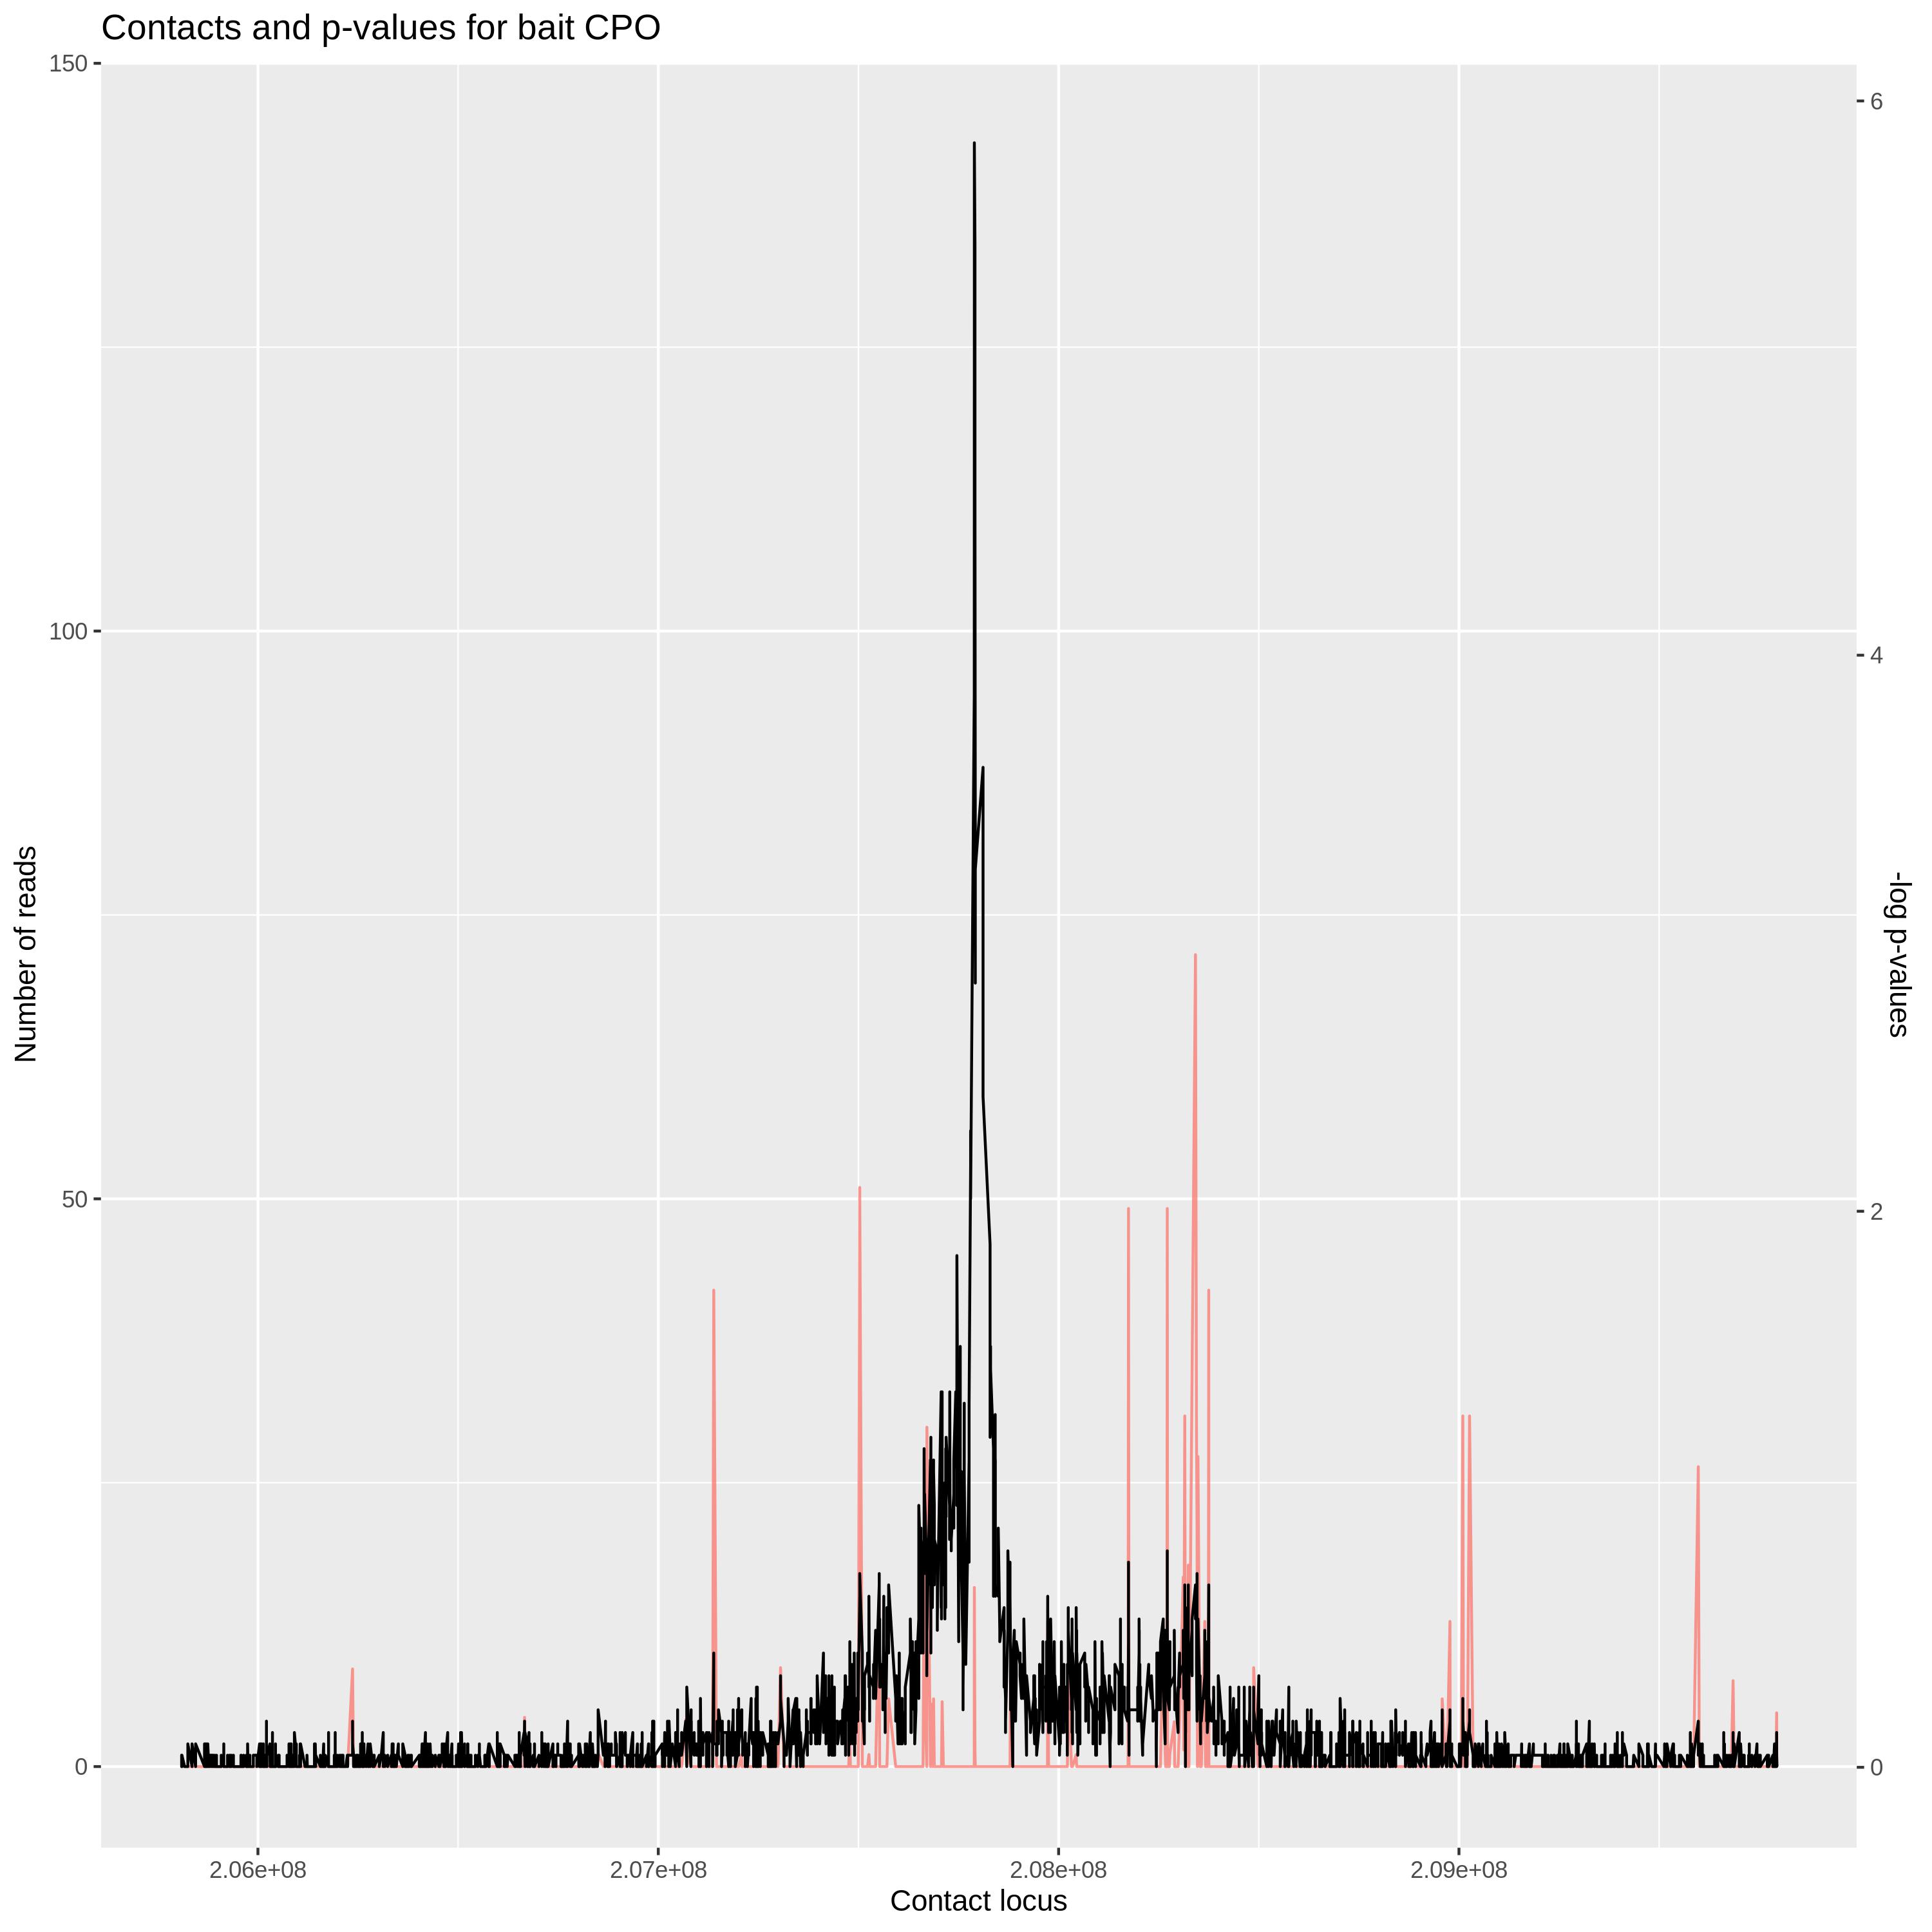 Contacts and p-values for bait CPO
150
100
50
0
Number of reads
6
4
2
0
-log p-values
2.06e+08
2.07e+08
2.08e+08
2.09e+08
Contact locus